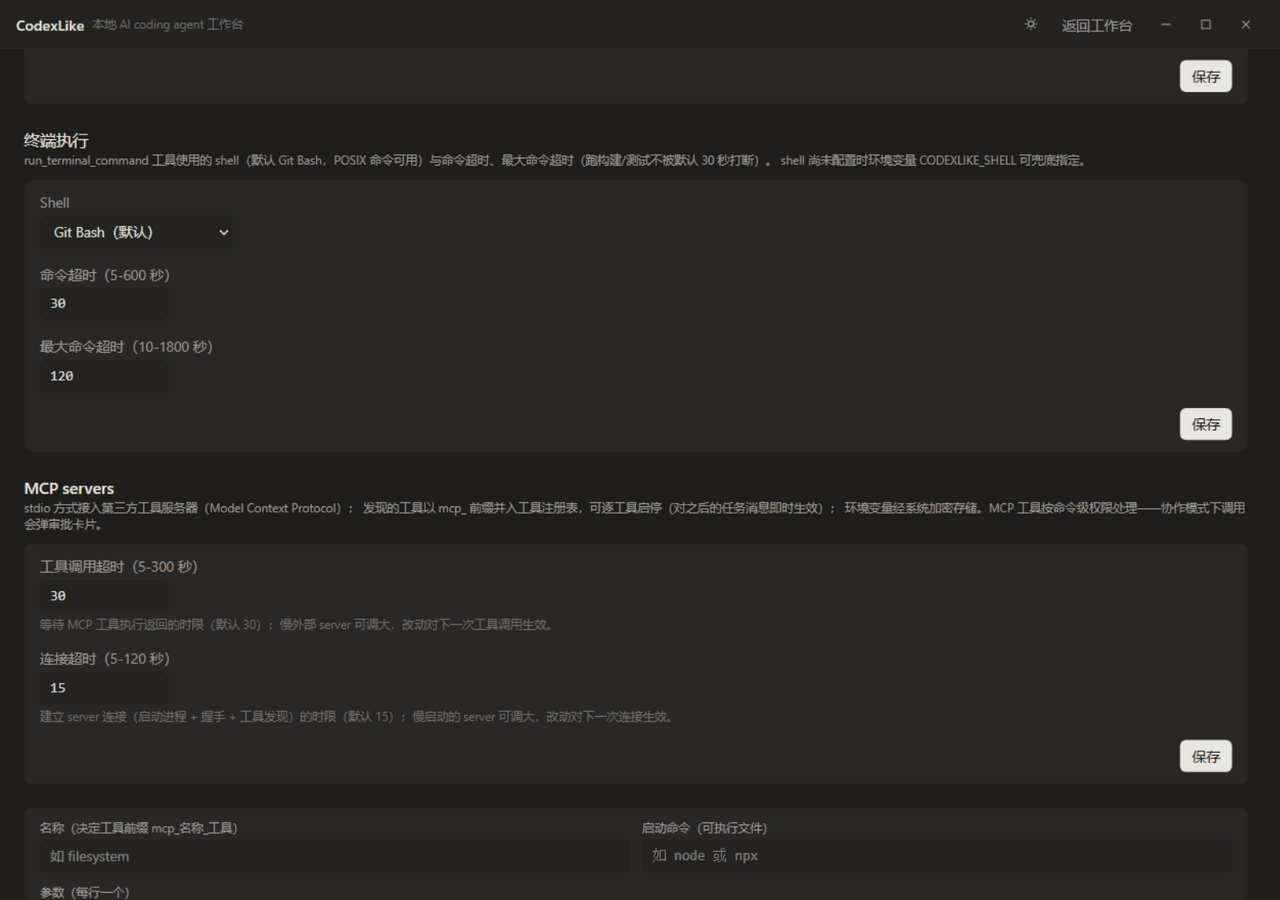 CodexLike 本地 AI coding agent 工作台
返回工作台
保存
终端执行
run_terminal_command 工具使用的 shell（默认 Git Bash，POSIX 命令可用）与命令超时、最大命令超时（跑构建/测试不被默认 30 秒打断）。 shell 尚未配置时环境变量 CODEXLIKE_SHELL 可兜底指定。
Shell
Git Bash（默认）
命令超时（5-600 秒）
30
最大命令超时（10-1800 秒）
120
保存
MCP servers
stdio 方式接入第三方工具服务器（Model Context Protocol）； 发现的工具以 mcp_ 前缀并入工具注册表，可逐工具启停（对之后的任务消息即时生效）； 环境变量经系统加密存储。MCP 工具按命令级权限处理——协作模式下调用
会弹审批卡片。
工具调用超时（5-300 秒）
30
等待 MCP 工具执行返回的时限（默认 30）；慢外部 server 可调大，改动对下一次工具调用生效。
连接超时（5-120 秒）
15
建立 server 连接（启动进程 + 握手 + 工具发现）的时限（默认 15）；慢启动的 server 可调大，改动对下一次连接生效。
保存
名称（决定工具前缀 mcp_名称_工具） 启动命令（可执行文件）
如 filesystem 如 node 或 npx
参数（每行一个）